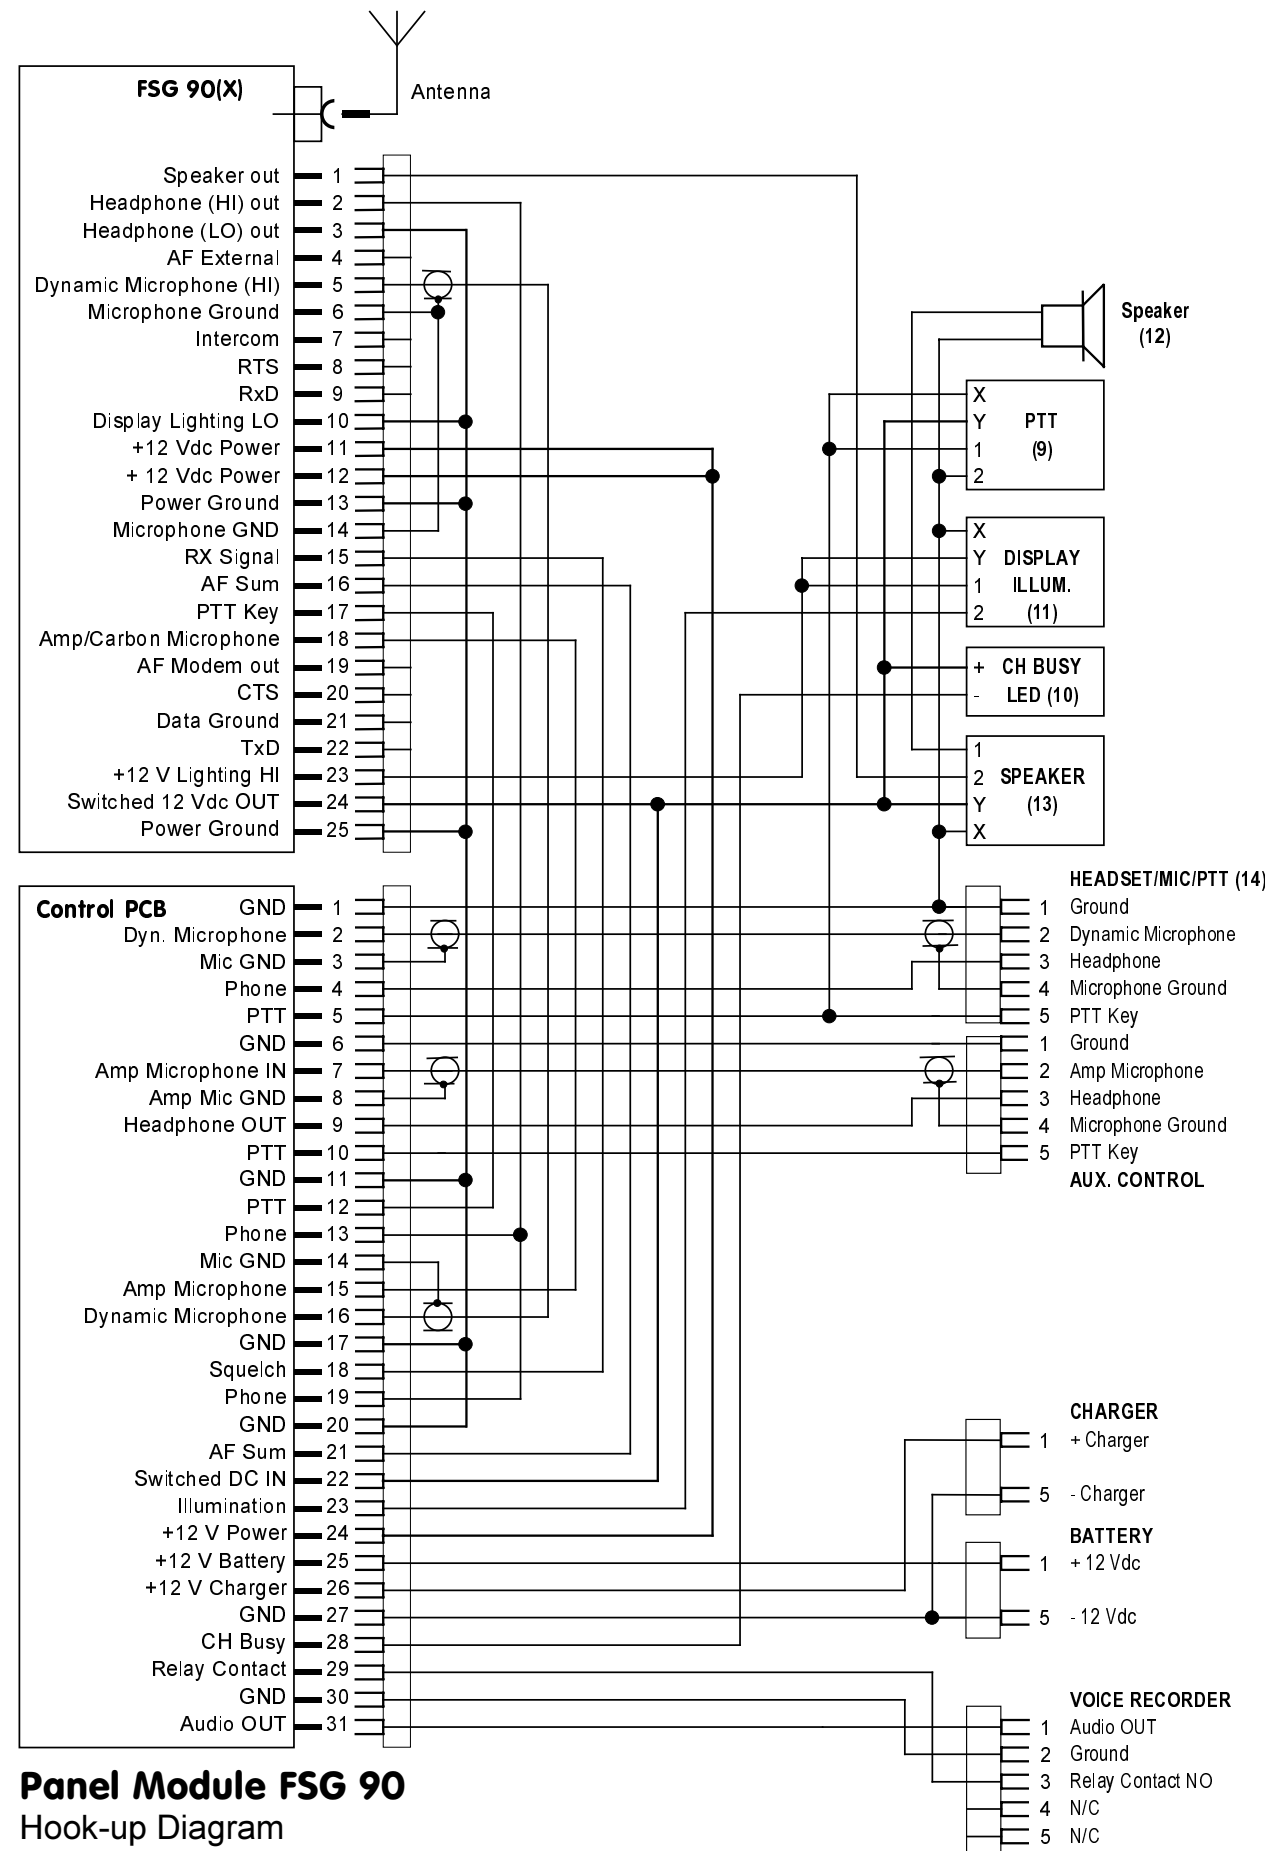 FSG 90(X)
Antenna
Speaker out 1
Headphone (HI) out 2
Headphone (LO) out 3
AF External 4
Dynamic Microphone (HI) 5
Microphone Ground 6
Intercom 7
RTS 8
RxD 9
Display Lighting LO 10
+12 Vdc Power 11
+ 12 Vdc Power 12
Power Ground 13
Microphone GND 14
RX Signal 15
AF Sum 16
PTT Key 17
Amp/Carbon Microphone 18
AF Modem out 19
CTS 20
Data Ground 21
TxD 22
+12 V Lighting HI 23
Switched 12 Vdc OUT 24
Power Ground 25
Speaker
(12)
X
Y PTT
1 (9)
2
X
Y DISPLAY
1 ILLUM.
2 (11)
+ CH BUSY
- LED (10)
1
2 SPEAKER
Y (13)
X
Control PCB
GND 1
Dyn. Microphone 2
Mic GND 3
Phone 4
PTT 5
GND 6
Amp Microphone IN 7
Amp Mic GND 8
Headphone OUT 9
PTT 10
GND 11
PTT 12
Phone 13
Mic GND 14
Amp Microphone 15
Dynamic Microphone 16
GND 17
Squelch 18
Phone 19
GND 20
AF Sum 21
Switched DC IN 22
Illumination 23
+12 V Power 24
+12 V Battery 25
+12 V Charger 26
GND 27
CH Busy 28
Relay Contact 29
GND 30
Audio OUT 31
HEADSET/MIC/PTT (14)
1 Ground
2 Dynamic Microphone
3 Headphone
4 Microphone Ground
5 PTT Key
1 Ground
2 Amp Microphone
3 Headphone
4 Microphone Ground
5 PTT Key
AUX. CONTROL
CHARGER
1 + Charger
5 - Charger
BATTERY
1 + 12 Vdc
5 - 12 Vdc
VOICE RECORDER
1 Audio OUT
2 Ground
3 Relay Contact NO
4 N/C
5 N/C
Panel Module FSG 90
Hook-up Diagram